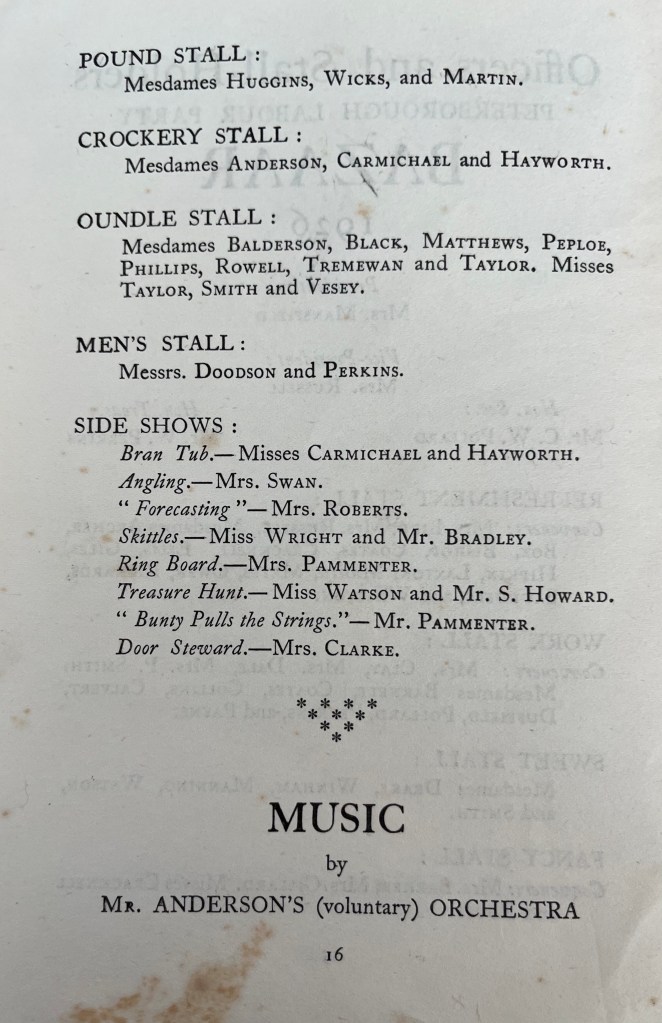 POUND STALL :
Mesdames HUGGINS, WICKS, and MARTIN.
CROCKERY STALL :
Mesdames ANDERSON, CARMICHAEL and HAYWORTH.
OUNDLE STALL :
Mesdames BALDERSON, BLACK, MATTHEWS, PEPLOE,
PHILLIPS, ROWELL, TREMEWAN and TAYLOR. Misses
TAYLOR, SMITH and VESEY.
MEN'S STALL :
Messrs. DOODSON and PERKINS.
SIDE SHOWS :
Bran Tub.—Misses CARMICHAEL and HAYWORTH.
Angling.—Mrs. SWAN.
" Forecasting "—Mrs. ROBERTS.
Skittles.—Miss WRIGHT and Mr. BRADLEY.
Ring Board.—Mrs. PAMMENTER.
Treasure Hunt.—Miss WATSON and Mr. S. HOWARD.
" Bunty Pulls the Strings."—Mr. PAMMENTER.
Door Steward.—Mrs. CLARKE.
MUSIC
by
MR. ANDERSON'S (voluntary) ORCHESTRA
16